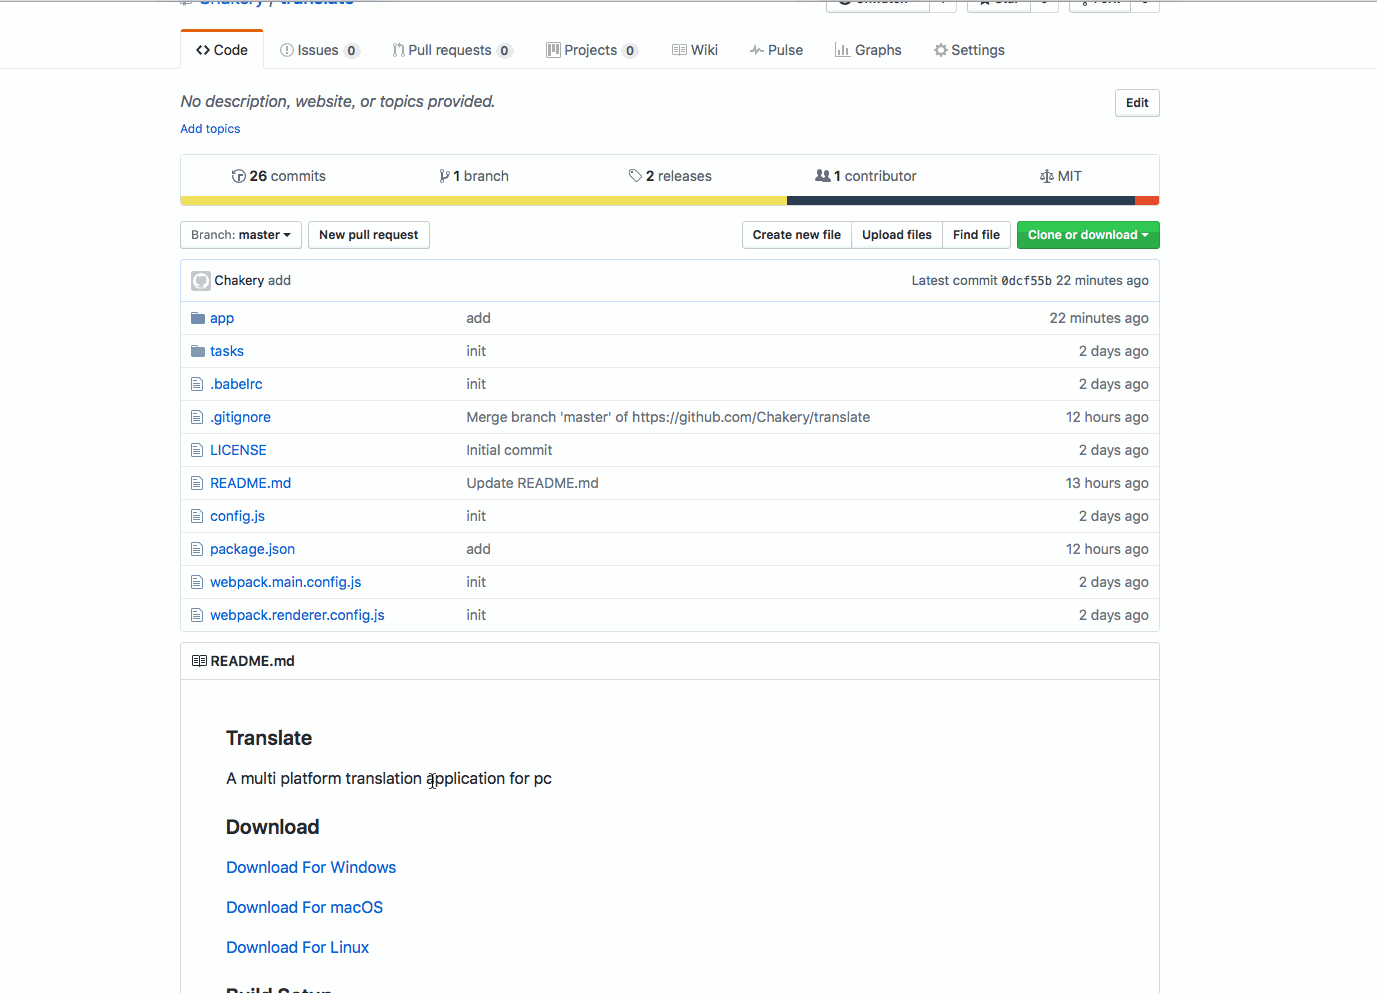 Chakery / translate
Code Issues 0 Pull requests 0 Projects 0 Wiki Pulse Graphs Settings
No description, website, or topics provided. Edit
Add topics
26 commits 1 branch 2 releases 1 contributor MIT
Branch: master New pull request Create new file Upload files Find file Clone or download
Chakery add Latest commit 0dcf55b 22 minutes ago
app add 22 minutes ago
tasks init 2 days ago
.babelrc init 2 days ago
.gitignore Merge branch 'master' of https://github.com/Chakery/translate 12 hours ago
LICENSE Initial commit 2 days ago
README.md Update README.md 13 hours ago
config.js init 2 days ago
package.json add 12 hours ago
webpack.main.config.js init 2 days ago
webpack.renderer.config.js init 2 days ago
README.md
Translate
A multi platform translation application for pc
Download
Download For Windows
Download For macOS
Download For Linux
Build Setup